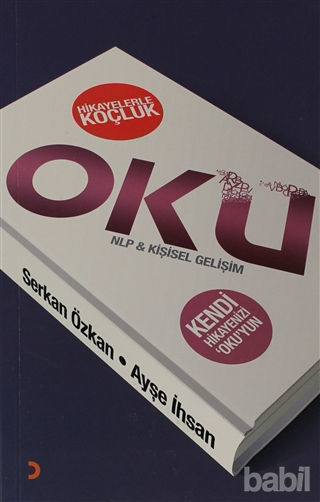 HİKAYELERLE
KOÇLUK
OKU
NLP & KİŞİSEL GELİŞİM
KENDİ
HİKAYENİZİ
'OKU'YUN
Serkan Özkan • Ayşe İhsan
babil